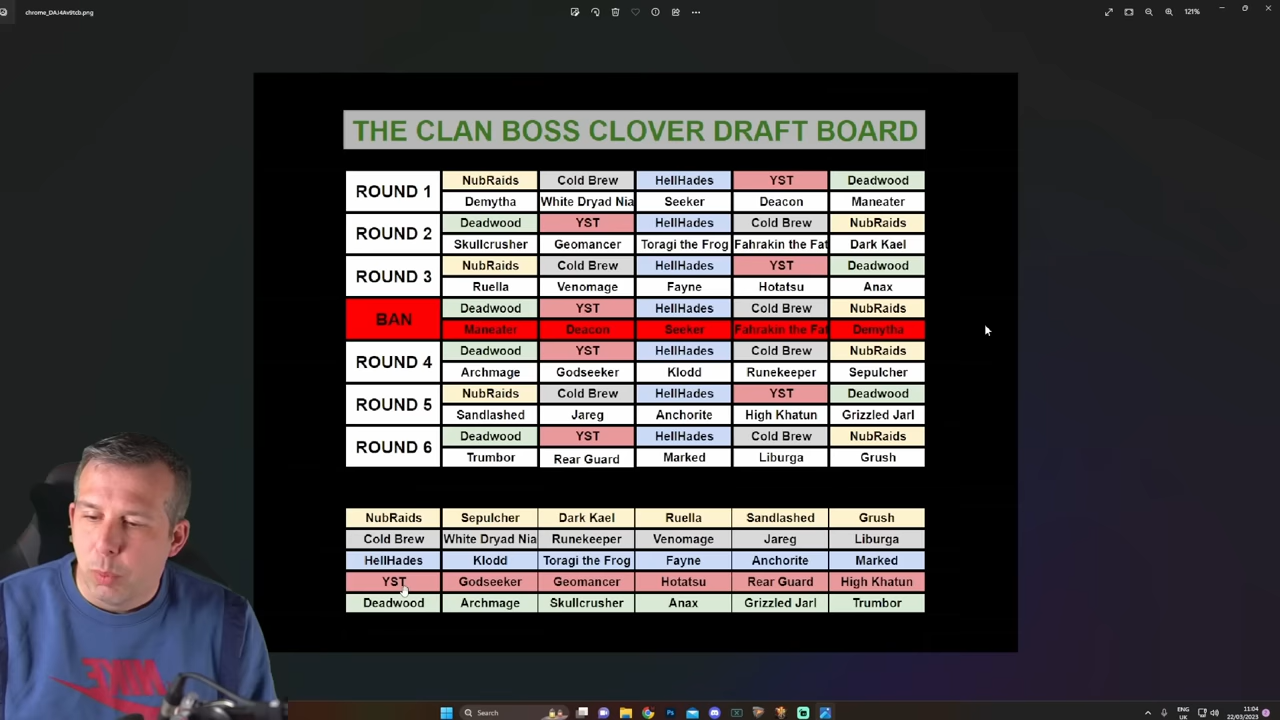 chrome_DAJ4Av9tcb.png
121%
THE CLAN BOSS CLOVER DRAFT BOARD
ROUND 1 NubRaids Cold Brew HellHades YST Deadwood
Demytha White Dryad Nia Seeker Deacon Maneater
ROUND 2 Deadwood YST HellHades Cold Brew NubRaids
Skullcrusher Geomancer Toragi the Frog Fahrakin the Fat Dark Kael
ROUND 3 NubRaids Cold Brew HellHades YST Deadwood
Ruella Venomage Fayne Hotatsu Anax
BAN Deadwood YST HellHades Cold Brew NubRaids
Maneater Deacon Seeker Fahrakin the Fat Demytha
ROUND 4 Deadwood YST HellHades Cold Brew NubRaids
Archmage Godseeker Klodd Runekeeper Sepulcher
ROUND 5 NubRaids Cold Brew HellHades YST Deadwood
Sandlashed Jareg Anchorite High Khatun Grizzled Jarl
ROUND 6 Deadwood YST HellHades Cold Brew NubRaids
Trumbor Rear Guard Marked Liburga Grush
NubRaids Sepulcher Dark Kael Ruella Sandlashed Grush
Cold Brew White Dryad Nia Runekeeper Venomage Jareg Liburga
HellHades Klodd Toragi the Frog Fayne Anchorite Marked
YST Godseeker Geomancer Hotatsu Rear Guard High Khatun
Deadwood Archmage Skullcrusher Anax Grizzled Jarl Trumbor
NIKE
Search
ENG
UK
11:04
22/03/2023